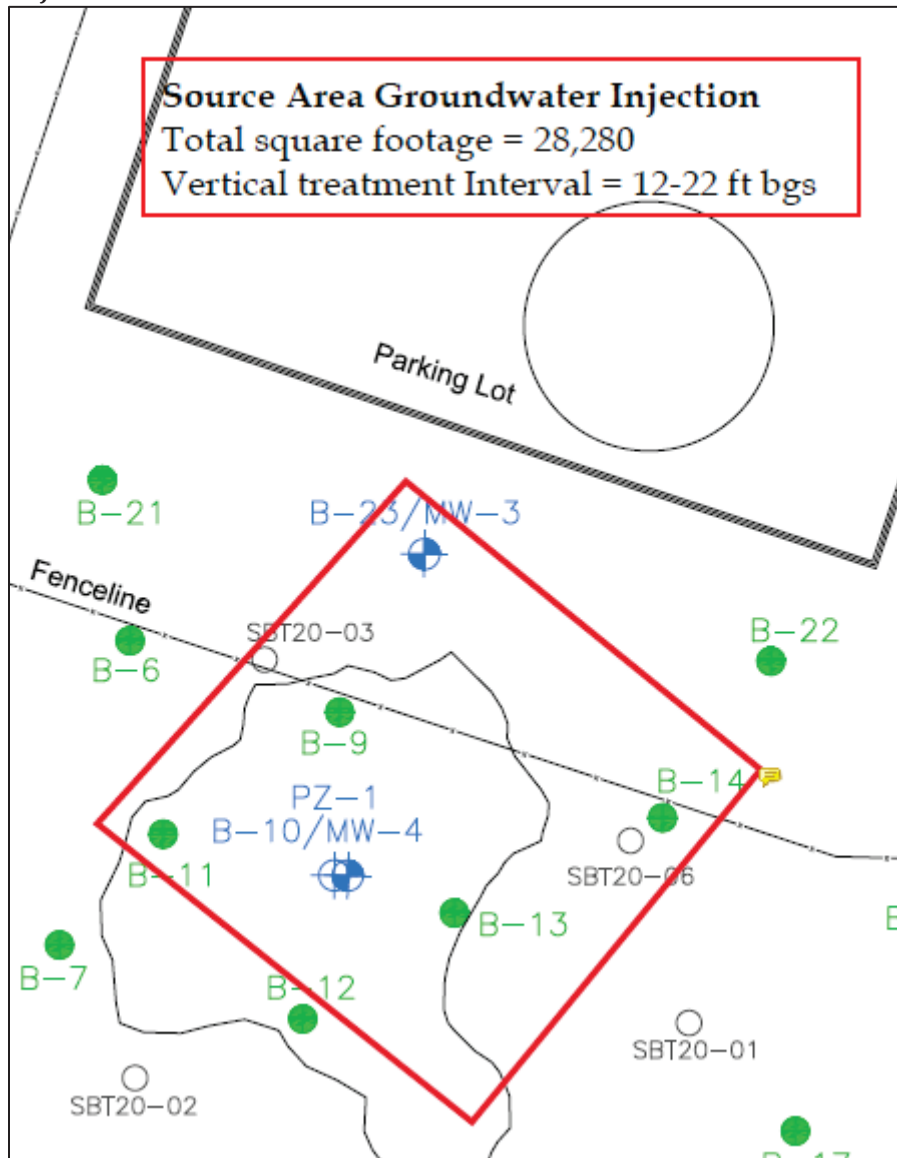 Source Area Groundwater Injection
Total square footage = 28,280
Vertical treatment Interval = 12-22 ft bgs
Parking Lot
B-21
B-23/MW-3
Fenceline
SBT20-03
B-22
B-6
B-9
B-14
PZ-1
B-10/MW-4
B-11
SBT20-06
B-13
B-7
B-12
SBT20-01
SBT20-02